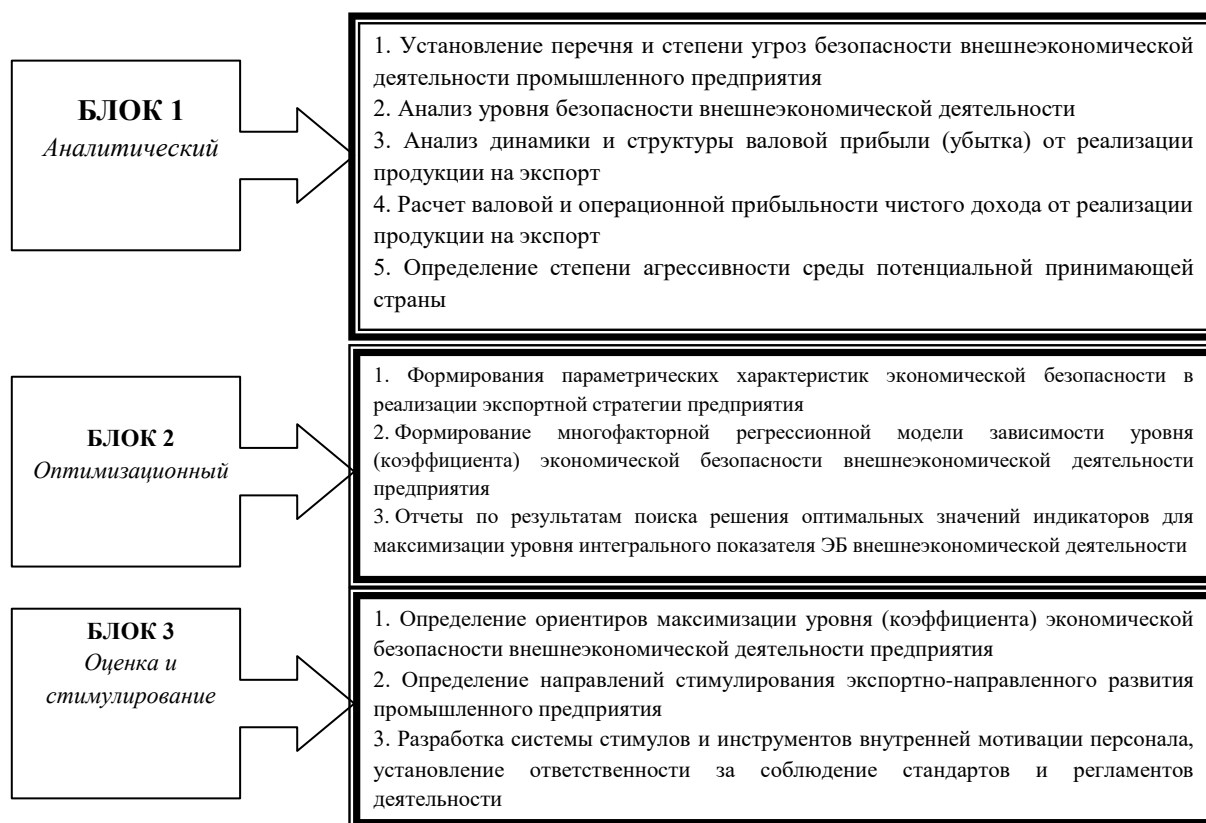 БЛОК 1
Аналитический
1. Установление перечня и степени угроз безопасности внешнеэкономической
деятельности промышленного предприятия
2. Анализ уровня безопасности внешнеэкономической деятельности
3. Анализ динамики и структуры валовой прибыли (убытка) от реализации
продукции на экспорт
4. Расчет валовой и операционной прибыльности чистого дохода от реализации
продукции на экспорт
5. Определение степени агрессивности среды потенциальной принимающей
страны
БЛОК 2
Оптимизационный
1. Формирования параметрических характеристик экономической безопасности в
реализации экспортной стратегии предприятия
2. Формирование многофакторной регрессионной модели зависимости уровня
(коэффициента) экономической безопасности внешнеэкономической деятельности
предприятия
3. Отчеты по результатам поиска решения оптимальных значений индикаторов для
максимизации уровня интегрального показателя ЭБ внешнеэкономической деятельности
БЛОК 3
Оценка и
стимулирование
1. Определение ориентиров максимизации уровня (коэффициента) экономической
безопасности внешнеэкономической деятельности предприятия
2. Определение направлений стимулирования экспортно-направленного развития
промышленного предприятия
3. Разработка системы стимулов и инструментов внутренней мотивации персонала,
установление ответственности за соблюдение стандартов и регламентов
деятельности